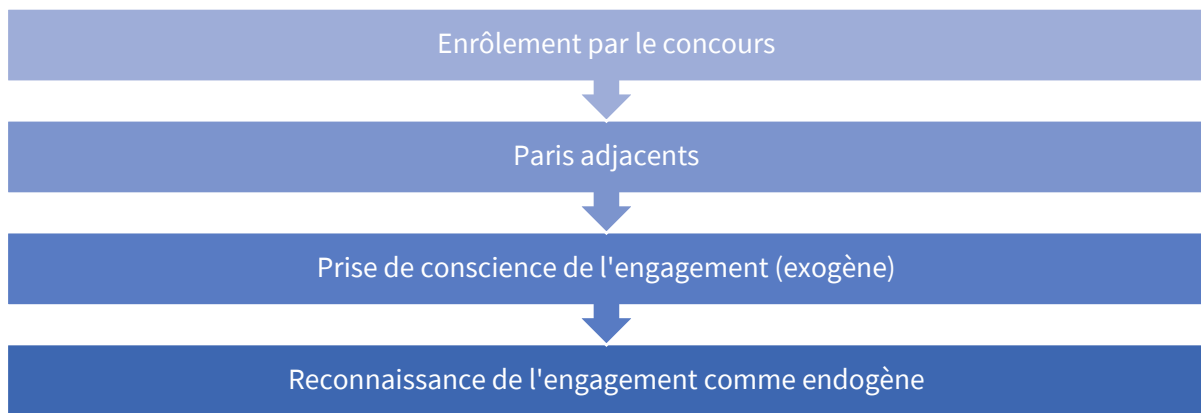 Enrôlement par le concours
Paris adjacents
Prise de conscience de l'engagement (exogène)
Reconnaissance de l'engagement comme endogène